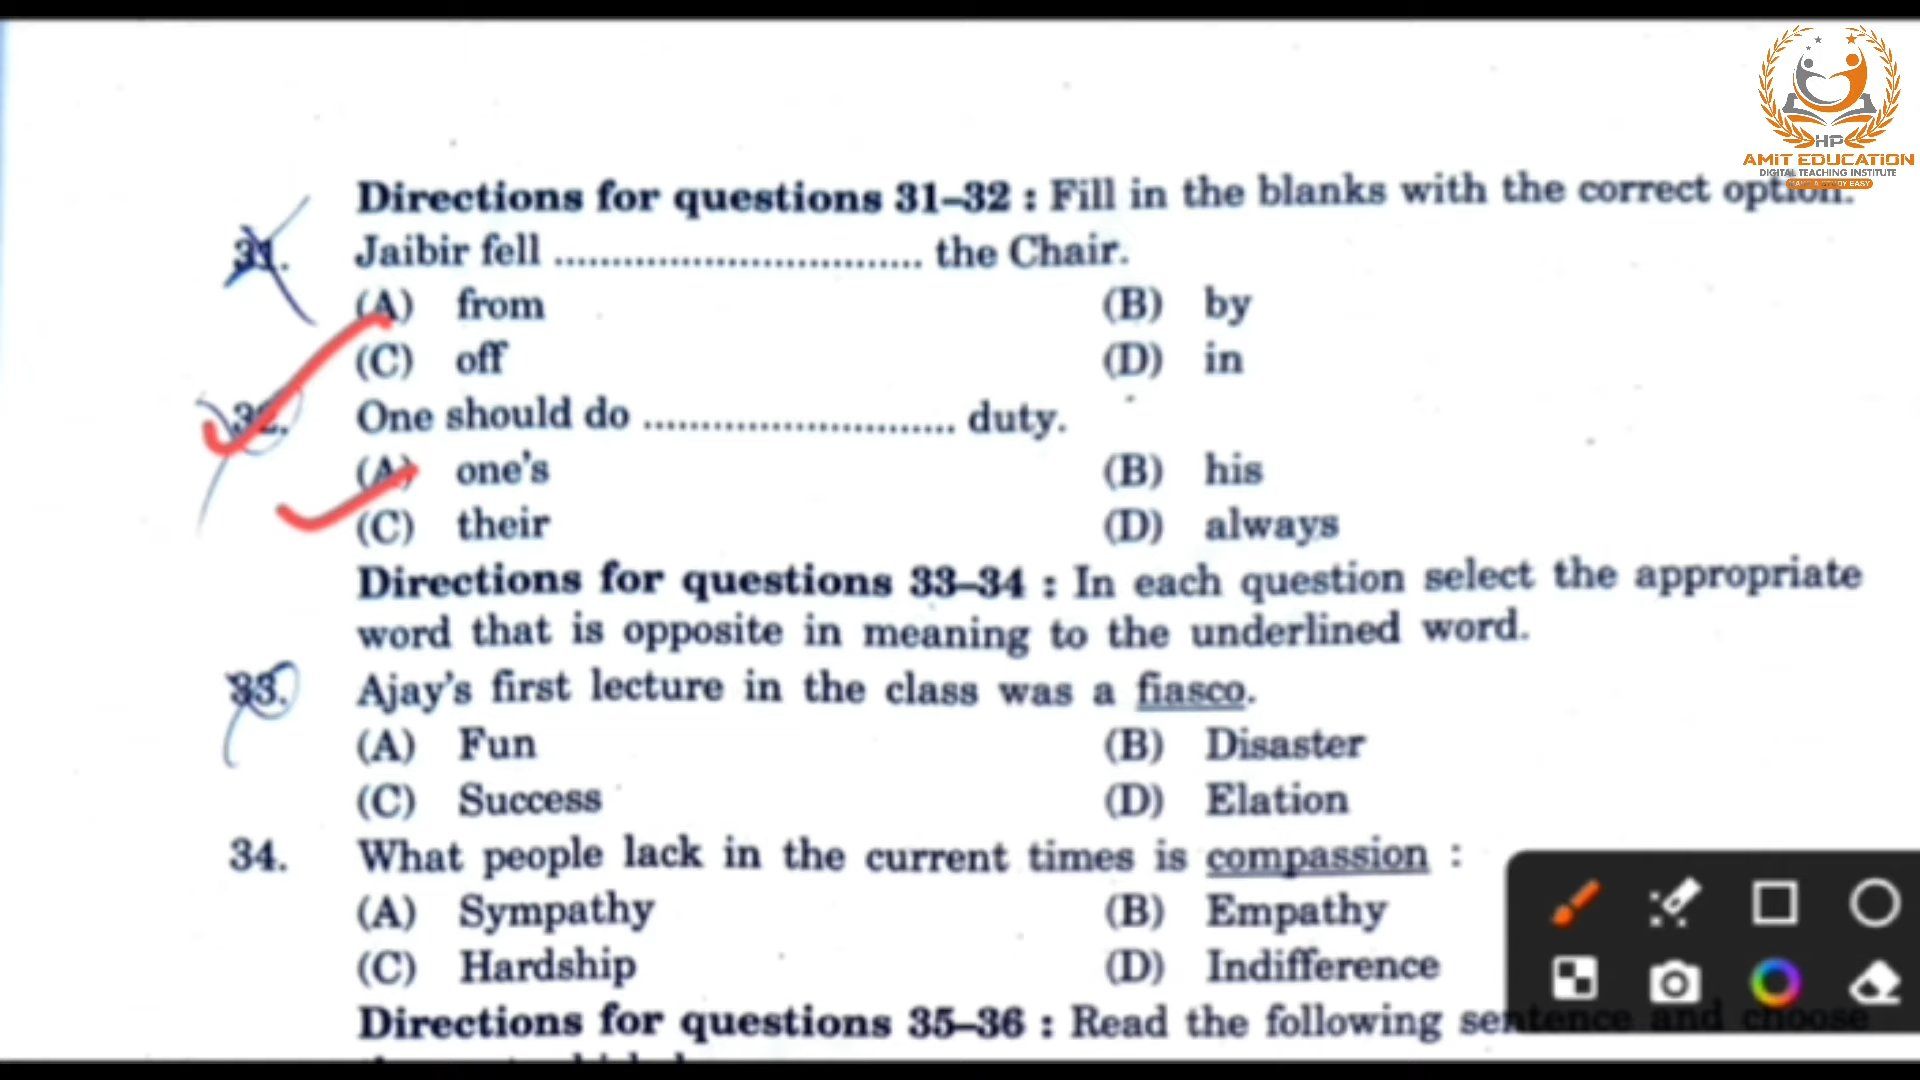 HP
AMIT EDUCATION
DIGITAL TEACHING INSTITUTE
Directions for questions 31–32 : Fill in the blanks with the correct option.
31. Jaibir fell ................................ the Chair.
(A) from (B) by
(C) off (D) in
32. One should do ........................... duty.
(A) one's (B) his
(C) their (D) always
Directions for questions 33–34 : In each question select the appropriate
word that is opposite in meaning to the underlined word.
33. Ajay's first lecture in the class was a fiasco.
(A) Fun (B) Disaster
(C) Success (D) Elation
34. What people lack in the current times is compassion :
(A) Sympathy (B) Empathy
(C) Hardship (D) Indifference
Directions for questions 35–36 : Read the following sentence and choose